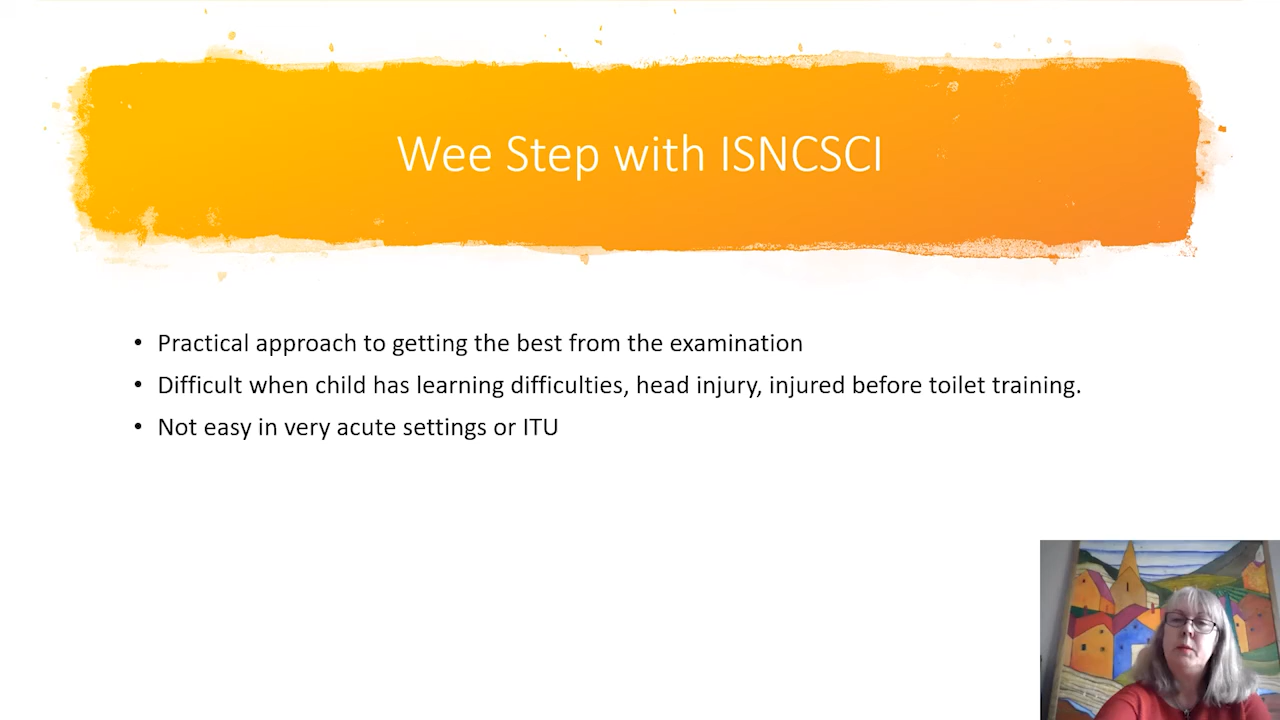 Wee Step with ISNCSCI
• Practical approach to getting the best from the examination
• Difficult when child has learning difficulties, head injury, injured before toilet training.
• Not easy in very acute settings or ITU